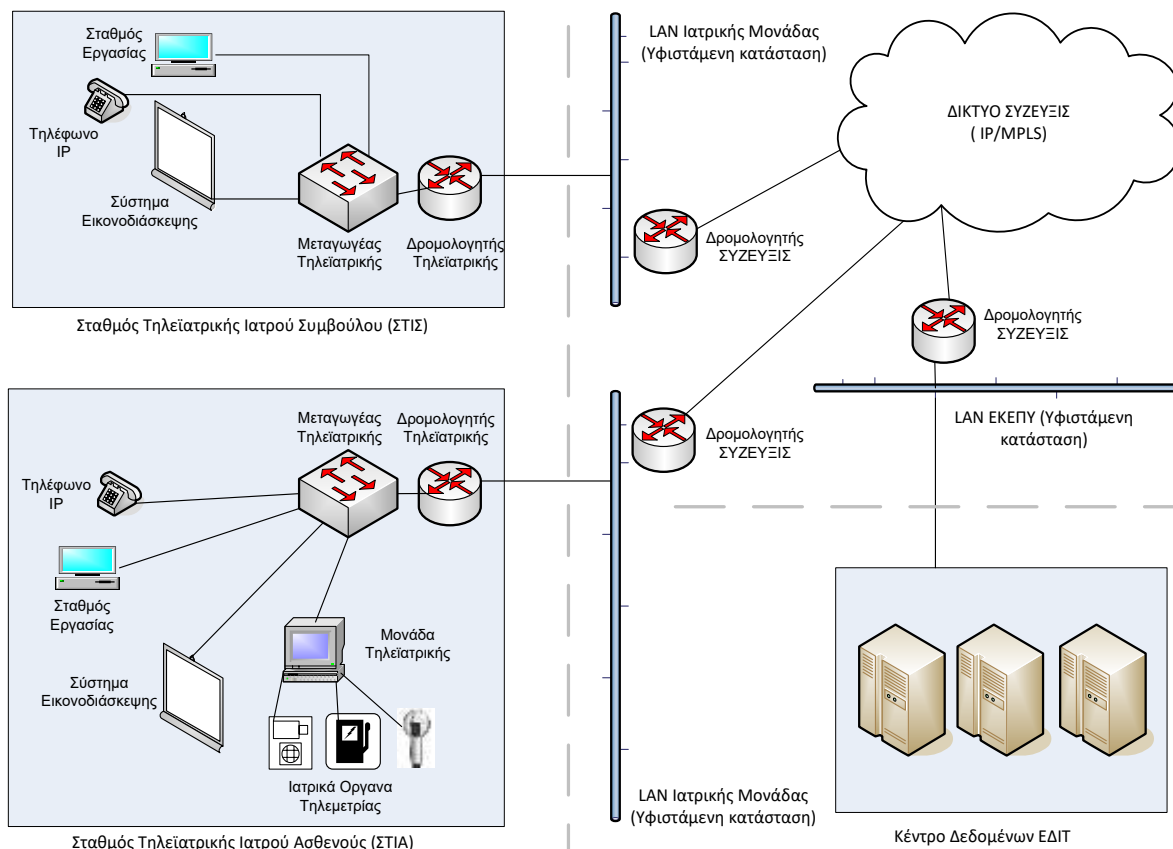 Σταθμός
Εργασίας
Τηλέφωνο
IP
Σύστημα
Εικονοδιάσκεψης
Μεταγωγέας
Τηλεϊατρικής
Δρομολογητής
Τηλεϊατρικής
Σταθμός Τηλεϊατρικής Ιατρού Συμβούλου (ΣΤΙΣ)
LAN Ιατρικής Μονάδας
(Υφιστάμενη κατάσταση)
ΔΙΚΤΥΟ ΣΥΖΕΥΞΙΣ
( IP/MPLS)
Δρομολογητής
ΣΥΖΕΥΞΙΣ
Δρομολογητής
ΣΥΖΕΥΞΙΣ
LAN ΕΚΕΠΥ (Υφιστάμενη
κατάσταση)
Μεταγωγέας
Τηλεϊατρικής
Δρομολογητής
Τηλεϊατρικής
Δρομολογητής
ΣΥΖΕΥΞΙΣ
Τηλέφωνο
IP
Σταθμός
Εργασίας
Σύστημα
Εικονοδιάσκεψης
Μονάδα
Τηλεϊατρικής
Ιατρικά Οργανα
Τηλεμετρίας
LAN Ιατρικής Μονάδας
(Υφιστάμενη κατάσταση)
Σταθμός Τηλεϊατρικής Ιατρού Ασθενούς (ΣΤΙΑ)
Κέντρο Δεδομένων ΕΔΙΤ